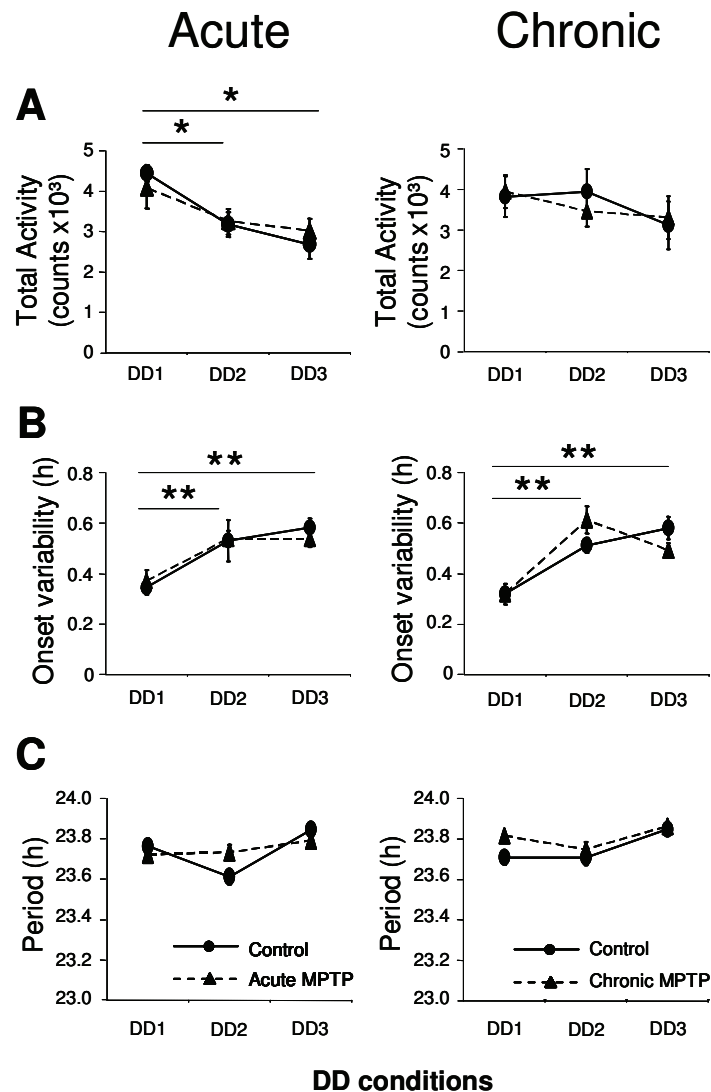 Acute Chronic
A
*
*
Total Activity
(counts x10³)
5
4
3
2
1
0
DD1 DD2 DD3
Total Activity
(counts x10³)
5
4
3
2
1
0
DD1 DD2 DD3
B
**
**
Onset variability (h)
0.8
0.6
0.4
0.2
0
DD1 DD2 DD3
**
**
Onset variability (h)
0.8
0.6
0.4
0.2
0
DD1 DD2 DD3
C
Period (h)
24.0
23.8
23.6
23.4
23.2
23.0
Control
Acute MPTP
DD1 DD2 DD3
Period (h)
24.0
23.8
23.6
23.4
23.2
23.0
Control
Chronic MPTP
DD1 DD2 DD3
DD conditions